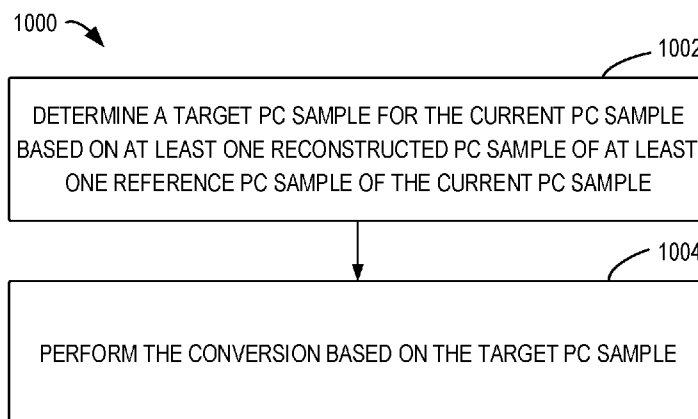 1000
1002
DETERMINE A TARGET PC SAMPLE FOR THE CURRENT PC SAMPLE
BASED ON AT LEAST ONE RECONSTRUCTED PC SAMPLE OF AT LEAST
ONE REFERENCE PC SAMPLE OF THE CURRENT PC SAMPLE
1004
PERFORM THE CONVERSION BASED ON THE TARGET PC SAMPLE